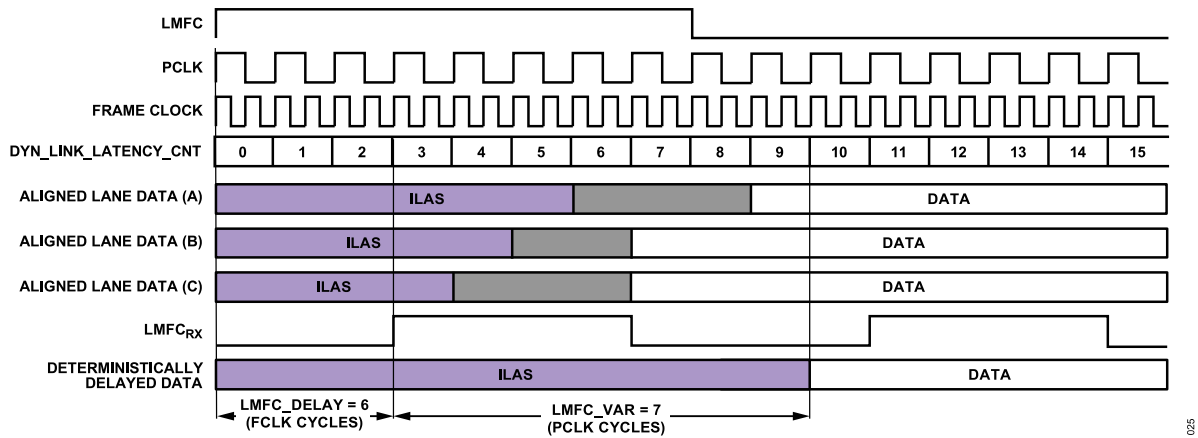 LMFC
PCLK
FRAME CLOCK
DYN_LINK_LATENCY_CNT 0 1 2 3 4 5 6 7 8 9 10 11 12 13 14 15
ALIGNED LANE DATA (A) ILAS DATA
ALIGNED LANE DATA (B) ILAS DATA
ALIGNED LANE DATA (C) ILAS DATA
LMFCRX
DETERMINISTICALLY
DELAYED DATA
ILAS DATA
LMFC_DELAY = 6
(FCLK CYCLES)
LMFC_VAR = 7
(PCLK CYCLES)
025